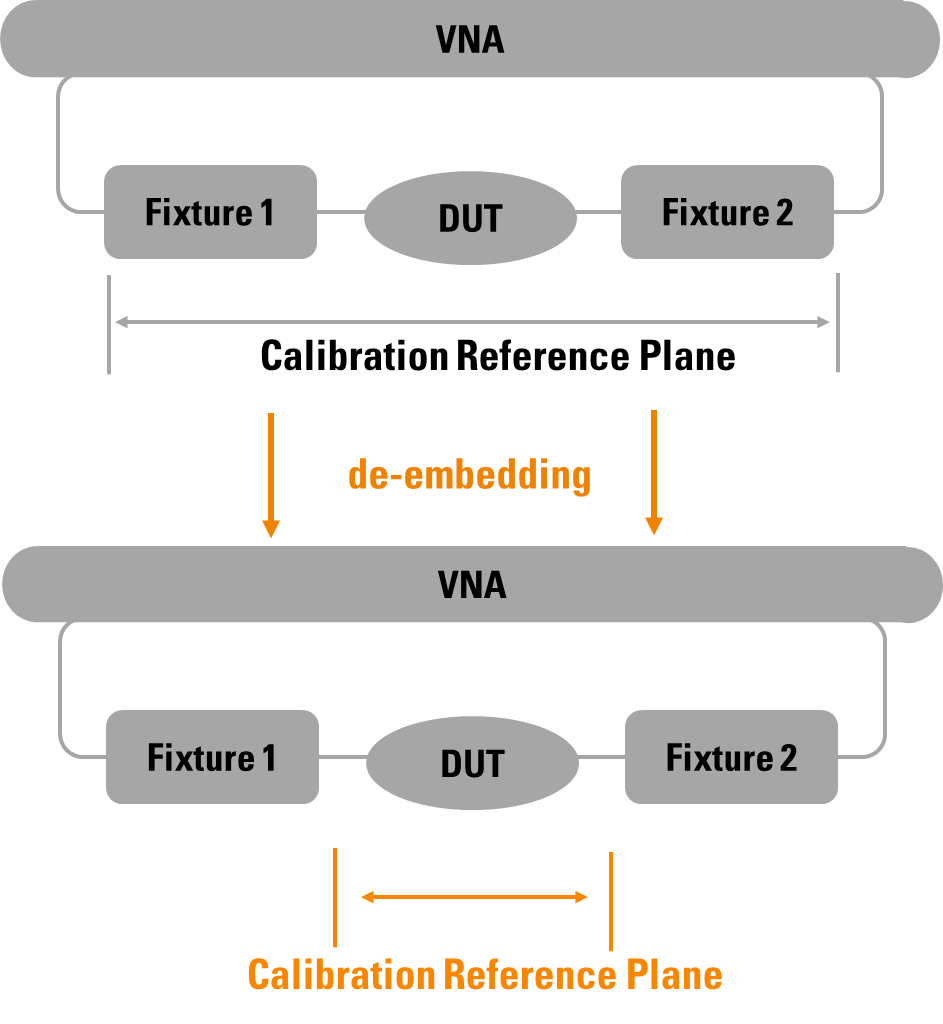 VNA
Fixture 1
DUT
Fixture 2
Calibration Reference Plane
de-embedding
VNA
Fixture 1
DUT
Fixture 2
Calibration Reference Plane